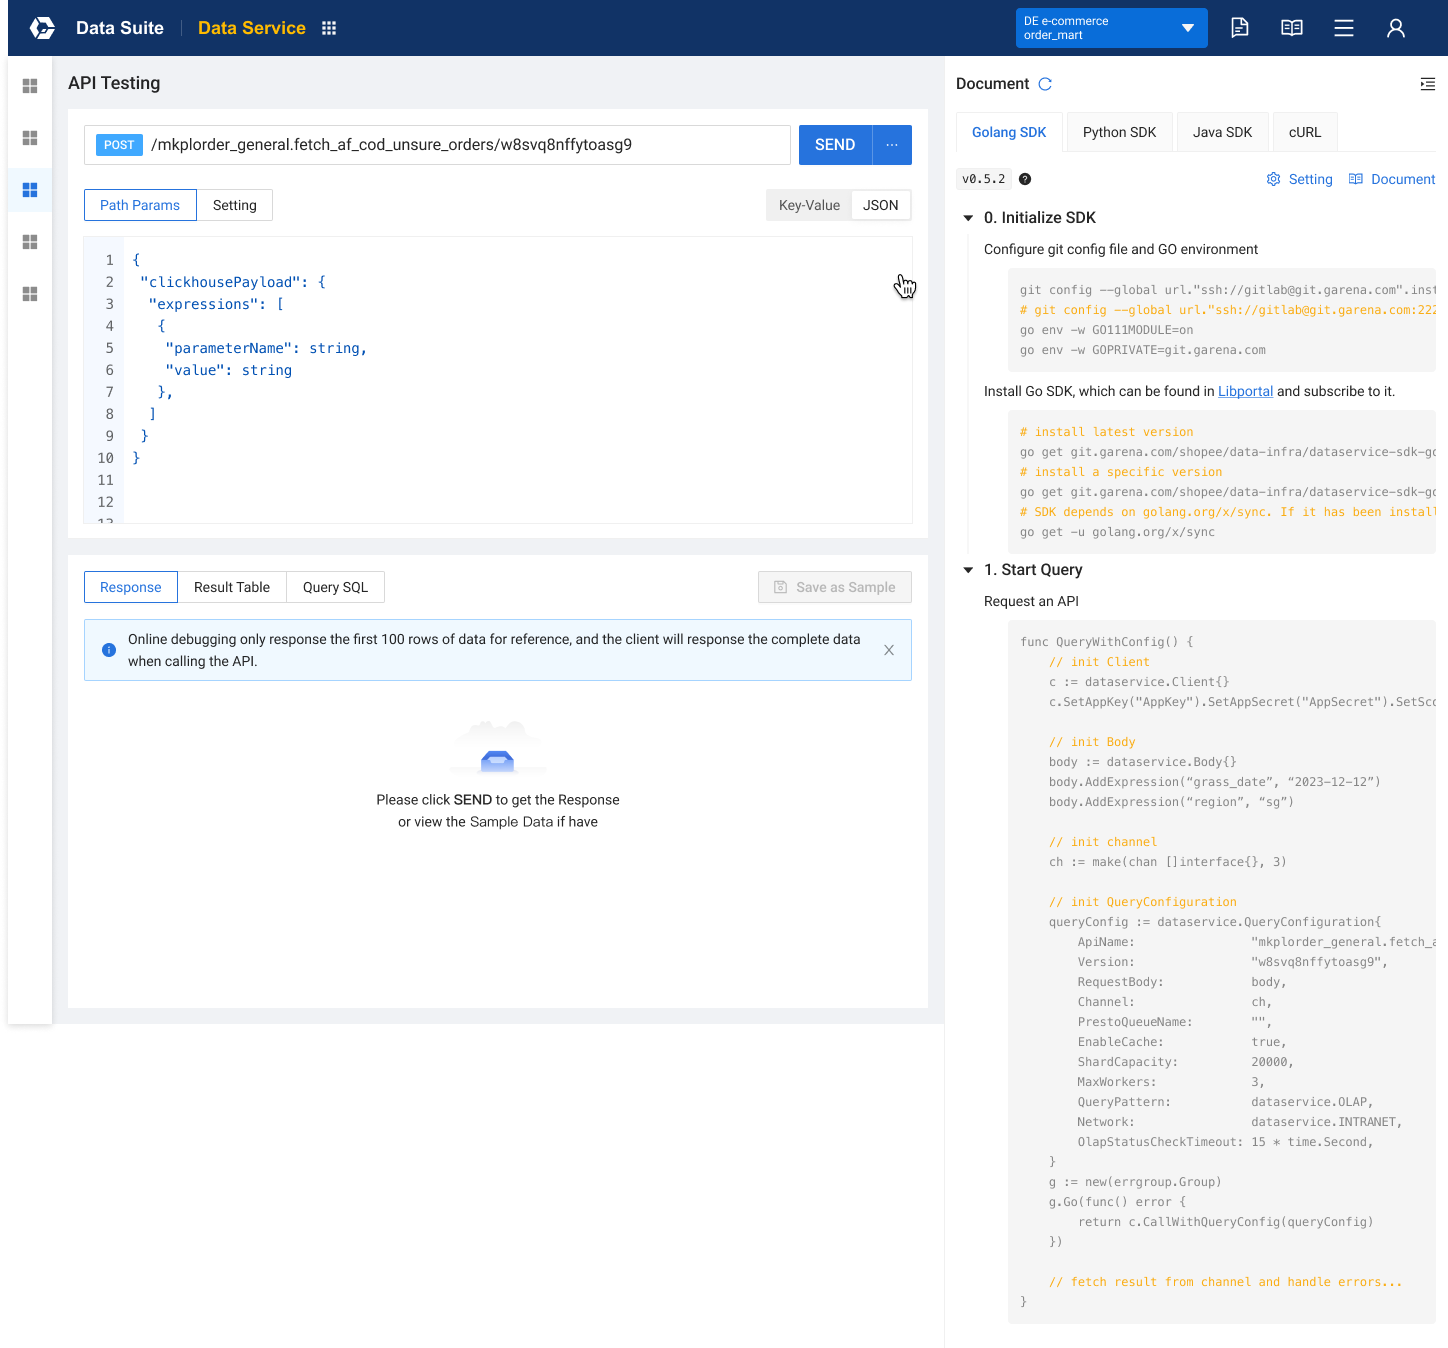 Data Suite
Data Service
DE e-commerce
order_mart
API Testing
POST /mkplorder_general.fetch_af_cod_unsure_orders/w8svq8nffytoasg9
SEND ...
Path Params
Setting
Key-Value
JSON
1 {
2 "clickhousePayload": {
3 "expressions": [
4 {
5 "parameterName": string,
6 "value": string
7 },
8 ]
9 }
10 }
11
12
13
Response
Result Table
Query SQL
Save as Sample
Online debugging only response the first 100 rows of data for reference, and the client will response the complete data
when calling the API.
Please click SEND to get the Response
or view the Sample Data if have
Document
Golang SDK
Python SDK
Java SDK
cURL
v0.5.2
Setting
Document
0. Initialize SDK
Configure git config file and GO environment
git config --global url."ssh://gitlab@git.garena.com".inst
# git config --global url."ssh://gitlab@git.garena.com:222
go env -w GO111MODULE=on
go env -w GOPRIVATE=git.garena.com
Install Go SDK, which can be found in Libportal and subscribe to it.
# install latest version
go get git.garena.com/shopee/data-infra/dataservice-sdk-go
# install a specific version
go get git.garena.com/shopee/data-infra/dataservice-sdk-go
# SDK depends on golang.org/x/sync. If it has been instal
go get -u golang.org/x/sync
1. Start Query
Request an API
func QueryWithConfig() {
// init Client
c := dataservice.Client{}
c.SetAppKey("AppKey").SetAppSecret("AppSecret").SetSco
// init Body
body := dataservice.Body{}
body.AddExpression(“grass_date”, “2023-12-12”)
body.AddExpression(“region”, “sg”)
// init channel
ch := make(chan []interface{}, 3)
// init QueryConfiguration
queryConfig := dataservice.QueryConfiguration{
ApiName: "mkplorder_general.fetch_a
Version: "w8svq8nffytoasg9",
RequestBody: body,
Channel: ch,
PrestoQueueName: "",
EnableCache: true,
ShardCapacity: 20000,
MaxWorkers: 3,
QueryPattern: dataservice.OLAP,
Network: dataservice.INTRANET,
OlapStatusCheckTimeout: 15 * time.Second,
}
g := new(errgroup.Group)
g.Go(func() error {
return c.CallWithQueryConfig(queryConfig)
})
// fetch result from channel and handle errors...
}